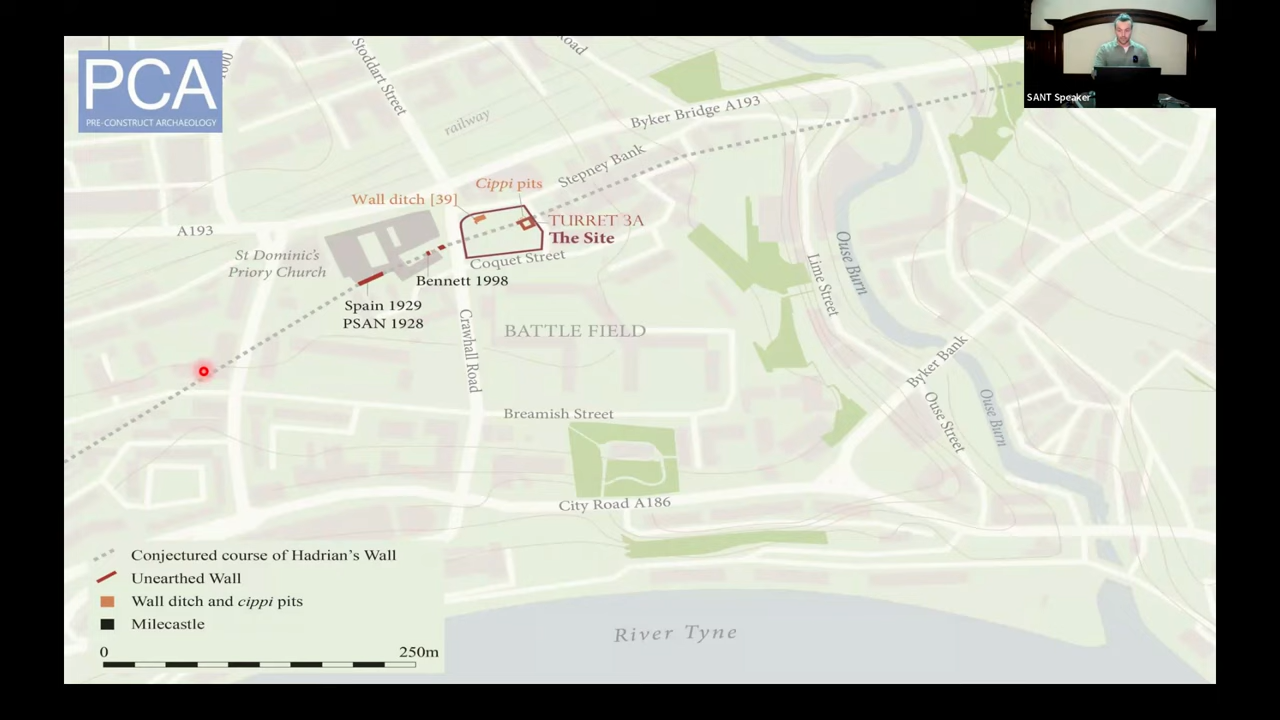 PCA
PRE-CONSTRUCT ARCHAEOLOGY
Stoddart Street
Road
railway
Byker Bridge A193
Stepney Bank
Cippi pits
Wall ditch [39]
A193
TURRET 3A
The Site
St Dominic's
Priory Church
Coquet Street
Bennett 1998
Spain 1929
PSAN 1928
Crawhall Road
BATTLE FIELD
Lime Street
Ouse Burn
Byker Bank
Ouse Street
Ouse Burn
Breamish Street
City Road A186
River Tyne
Conjectured course of Hadrian's Wall
Unearthed Wall
Wall ditch and cippi pits
Milecastle
0 250m
SANT Speaker